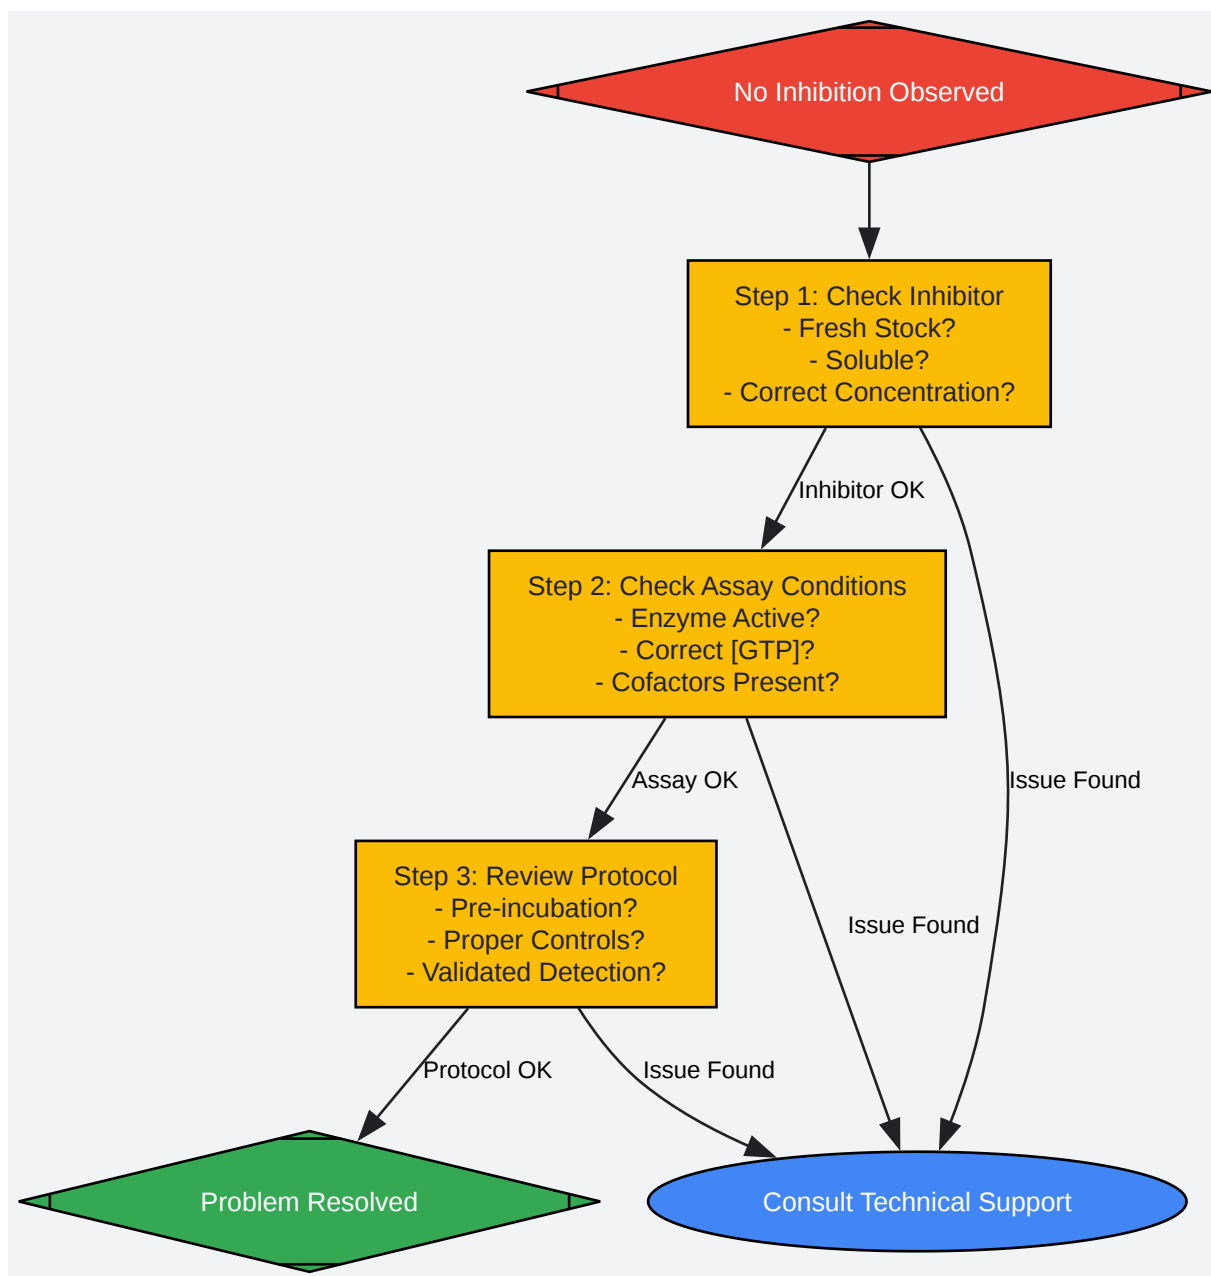 No Inhibition Observed
Step 1: Check Inhibitor
- Fresh Stock?
- Soluble?
- Correct Concentration?
Inhibitor OK
Step 2: Check Assay Conditions
- Enzyme Active?
- Correct [GTP]?
- Cofactors Present?
Assay OK
Issue Found
Step 3: Review Protocol
- Pre-incubation?
- Proper Controls?
- Validated Detection?
Issue Found
Protocol OK
Issue Found
Problem Resolved
Consult Technical Support